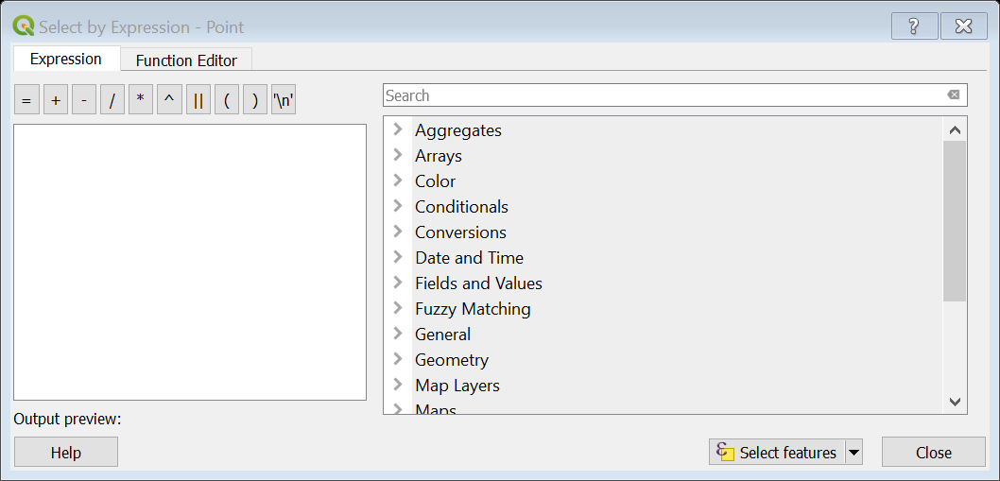 Select by Expression - Point
Expression
Function Editor
= + - / * ^ || ( ) '\n'
Search
Aggregates
Arrays
Color
Conditionals
Conversions
Date and Time
Fields and Values
Fuzzy Matching
General
Geometry
Map Layers
Maps
Output preview:
Help
Select features
Close